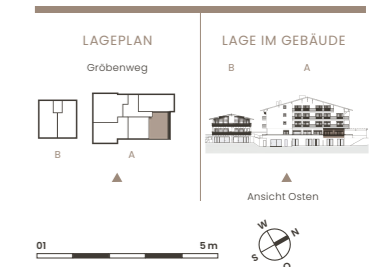 LAGEPLAN
Gröbenweg
B
A
LAGE IM GEBÄUDE
B A
Ansicht Osten
01 5 m
W
N
S
O